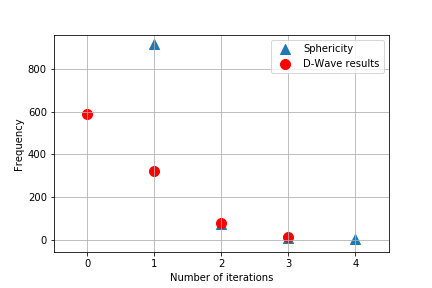 Sphericity
D-Wave results
800
600
400
200
0
Frequency
0 1 2 3 4
Number of iterations